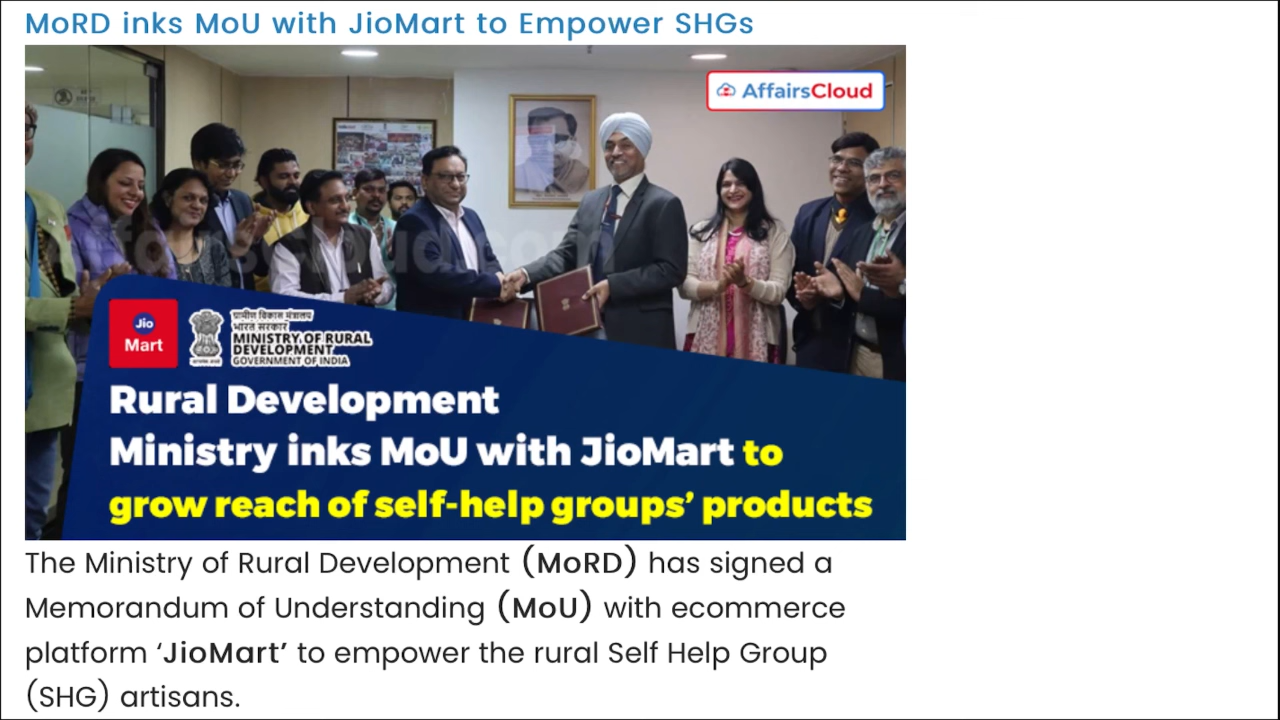 MoRD inks MoU with JioMart to Empower SHGs
AffairsCloud
affairscloud.com
Jio
Mart
ग्रामीण विकास मंत्रालय
भारत सरकार
MINISTRY OF RURAL
DEVELOPMENT
GOVERNMENT OF INDIA
Rural Development
Ministry inks MoU with JioMart to
grow reach of self-help groups’ products
The Ministry of Rural Development (MoRD) has signed a
Memorandum of Understanding (MoU) with ecommerce
platform ‘JioMart’ to empower the rural Self Help Group
(SHG) artisans.